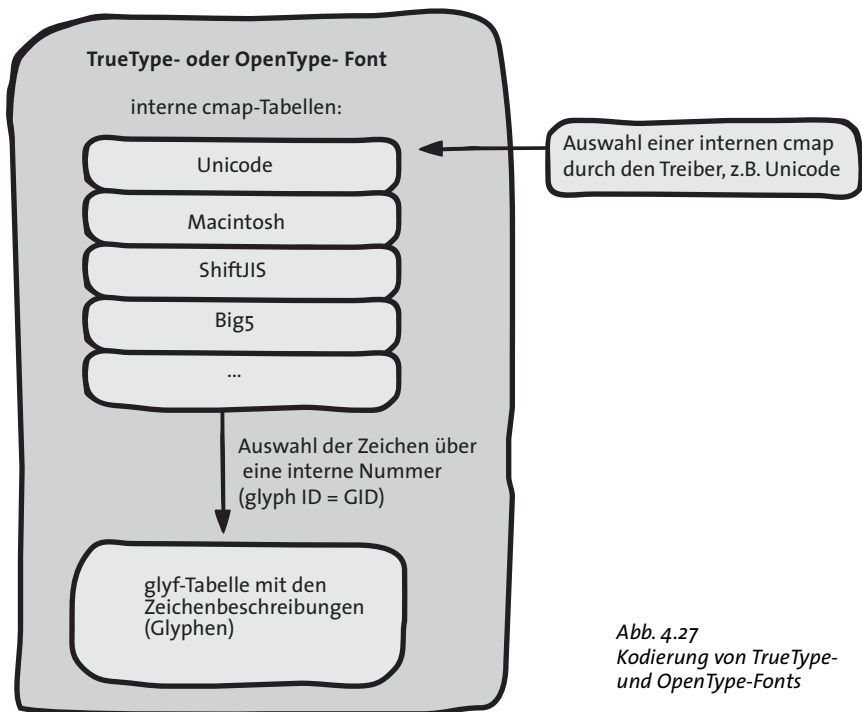 TrueType- oder OpenType- Font
interne cmap-Tabellen:
Unicode
Macintosh
ShiftJIS
Big5
...
Auswahl einer internen cmap
durch den Treiber, z.B. Unicode
Auswahl der Zeichen über
eine interne Nummer
(glyph ID = GID)
glyf-Tabelle mit den
Zeichenbeschreibungen
(Glyphen)
Abb. 4.27
Kodierung von TrueType-
und OpenType-Fonts